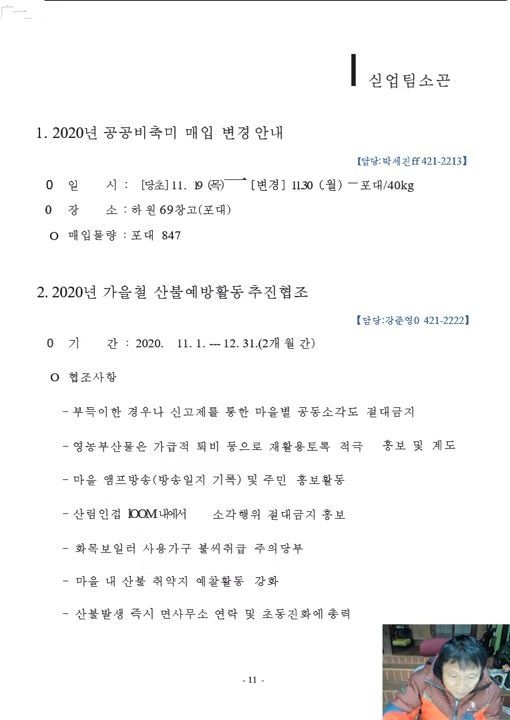 싣업팀소곤
1. 2020년 공공비축미 매입 변경 안내
【담당:박세진ff 421-2213】
0 일 시 : [당초] 11. 19 (목) [변경] 11.30 (,월) 一포대/40kg
0 장 소 : 하원 69창고(포대)
O 매입물량 : 포대 847
2. 2020년 가을철 산불예방활동 추진협조
【담당:강준영0 421-2222】
0 기 간 : 2020. 11. 1. --- 12. 31.(2개 월 간)
O 협조사항
- 부득이한 경우나 신고제를 통한 마을별 공동소각도 절대금지
- 영농부산물은 가급적 퇴비 등으로 재활용토록 적극 홍보 및 계도
- 마을 앰프방송(방송일지 기록) 및 주민 홍보활동
- 산림인접 lOOM 내에서 소각행위 절대금지 홍보
- 화목보일러 사용가구 불씨취급 주의당부
- 마을 내 산불 취약지 예찰활동 강화
- 산불발생 즉시 면사무소 연락 및 초동진화에 총력
- 11 -